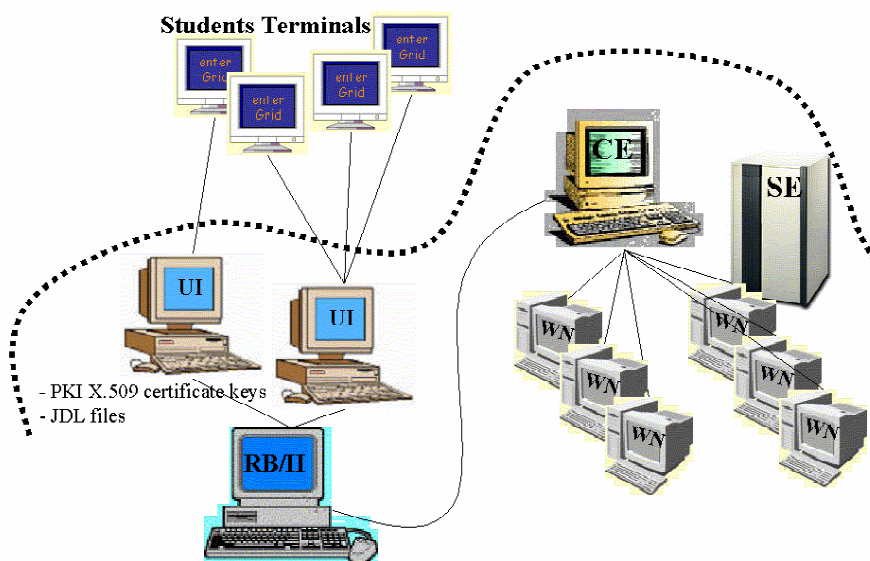 Students Terminals
enter
Grid
enter
Grid
enter
Grid
enter
Grid
CE
SE
UI
UI
WN
WN
WN
WN
WN
WN
- PKI X.509 certificate keys
- JDL files
RB/II